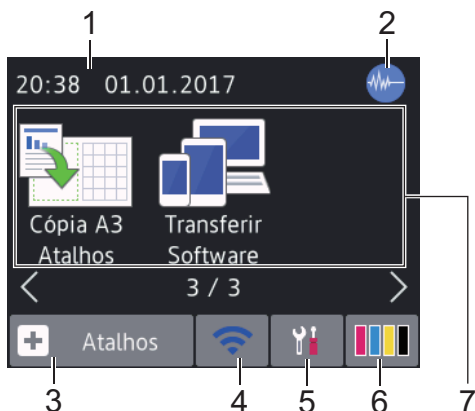 1 2
20:38 01.01.2017
Cópia A3 Transferir
Atalhos Software
3 / 3
Atalhos
3 4 5 6 7